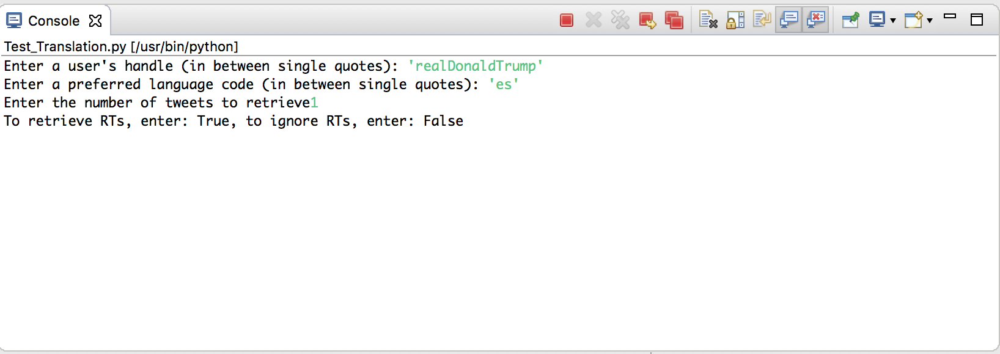 Console
Test_Translation.py [/usr/bin/python]
Enter a user's handle (in between single quotes): 'realDonaldTrump'
Enter a preferred language code (in between single quotes): 'es'
Enter the number of tweets to retrieve1
To retrieve RTs, enter: True, to ignore RTs, enter: False